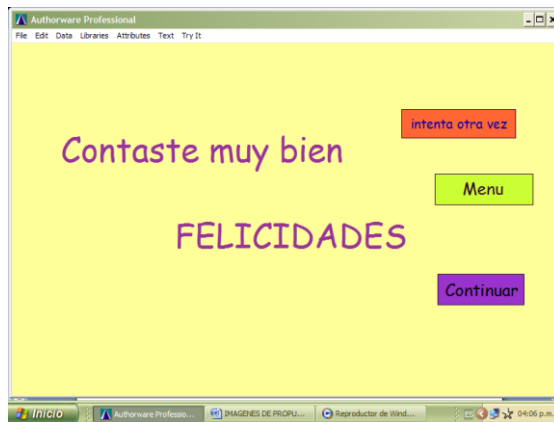 Authorware Professional
File Edit Data Libraries Attributes Text Try It
intenta otra vez
Contaste muy bien
Menu
FELICIDADES
Continuar
Inicio Authorware Professio... IMAGENES DE PROPU... Reproductor de Wind... 04:06 p.m.